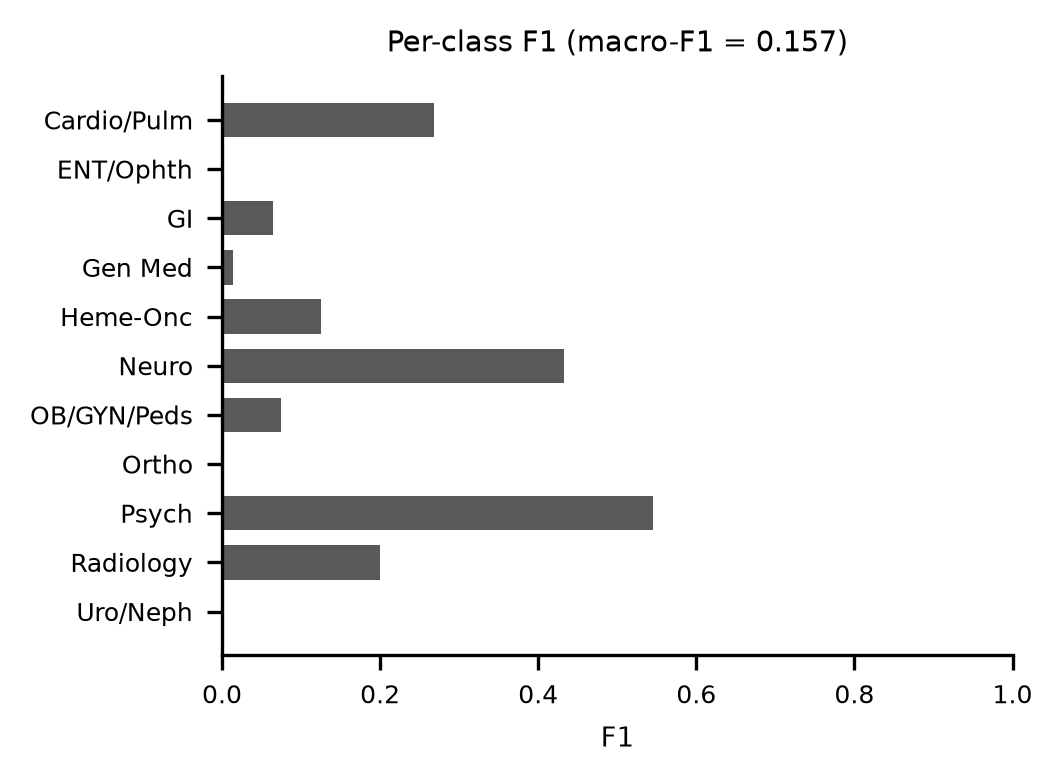 Per-class F1 (macro-F1 = 0.157)
Cardio/Pulm
ENT/Ophth
GI
Gen Med
Heme-Onc
Neuro
OB/GYN/Peds
Ortho
Psych
Radiology
Uro/Neph
0.0 0.2 0.4 0.6 0.8 1.0
F1